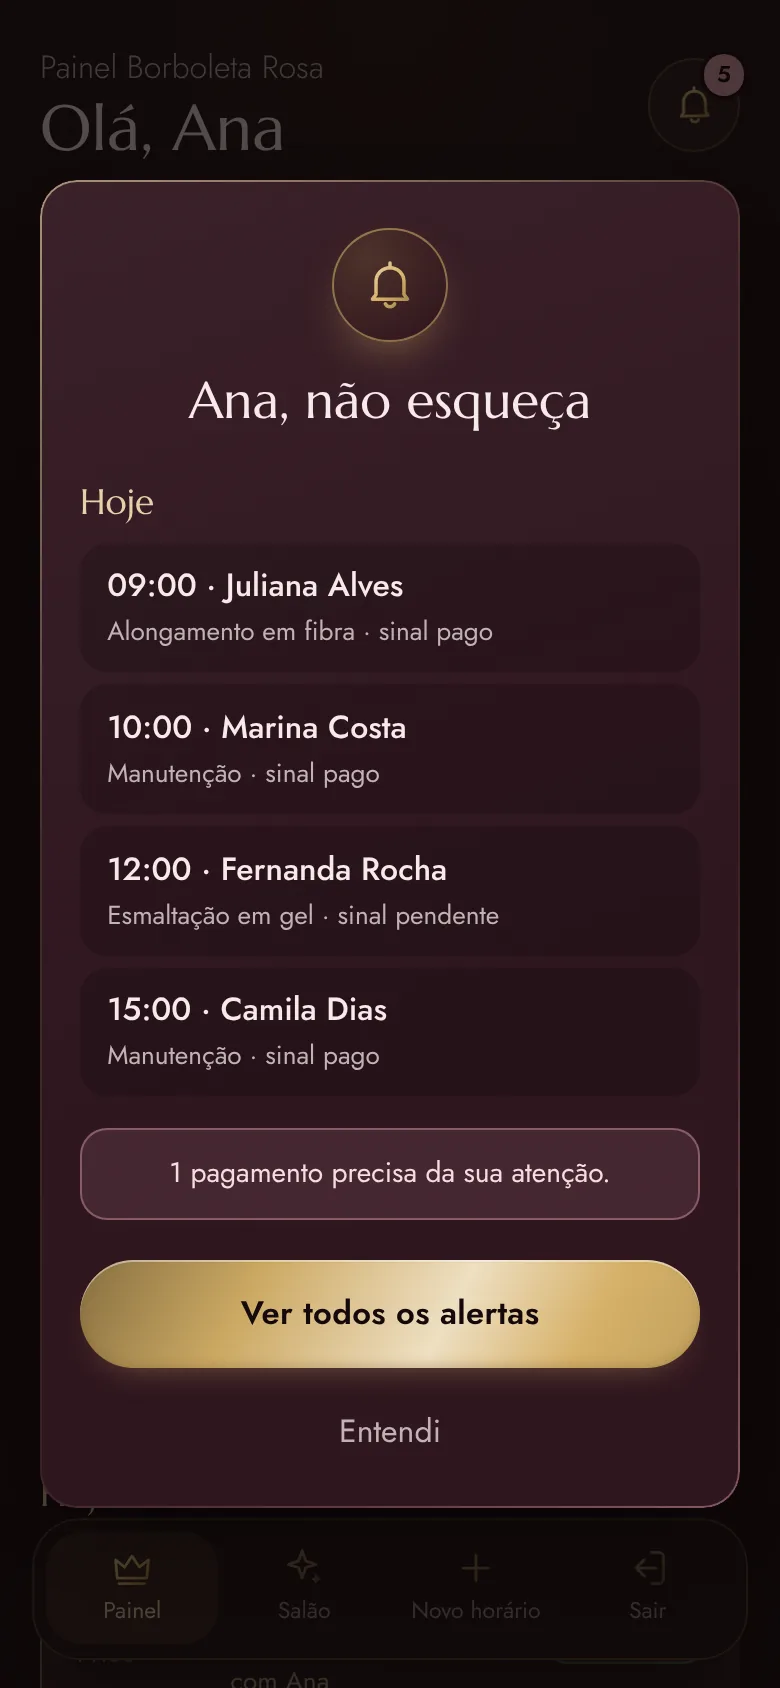 Painel Borboleta Rosa
5
Olá, Ana
Ana, não esqueça
Hoje
09:00 · Juliana Alves
Alongamento em fibra · sinal pago
10:00 · Marina Costa
Manutenção · sinal pago
12:00 · Fernanda Rocha
Esmaltação em gel · sinal pendente
15:00 · Camila Dias
Manutenção · sinal pago
1 pagamento precisa da sua atenção.
Ver todos os alertas
Entendi
Painel
Salão
Novo horário
Sair
com Ana